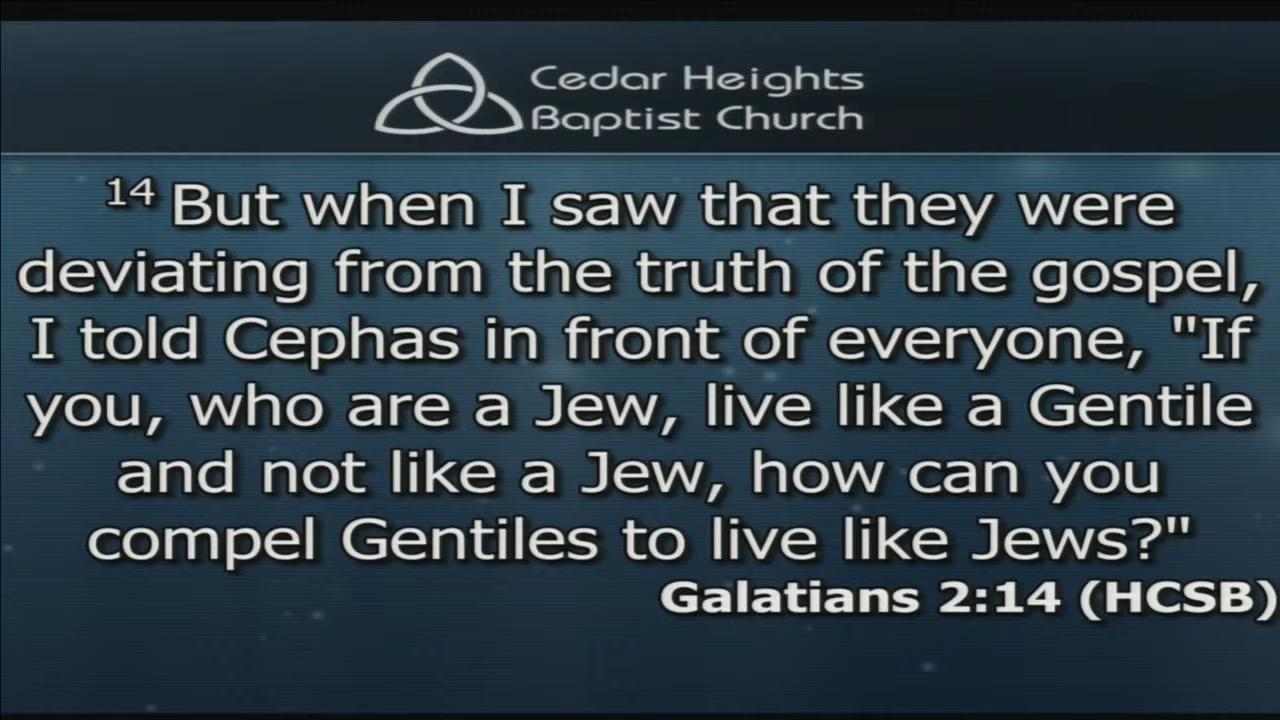 Cedar Heights
Baptist Church
14 But when I saw that they were
deviating from the truth of the gospel,
I told Cephas in front of everyone, "If
you, who are a Jew, live like a Gentile
and not like a Jew, how can you
compel Gentiles to live like Jews?"
Galatians 2:14 (HCSB)